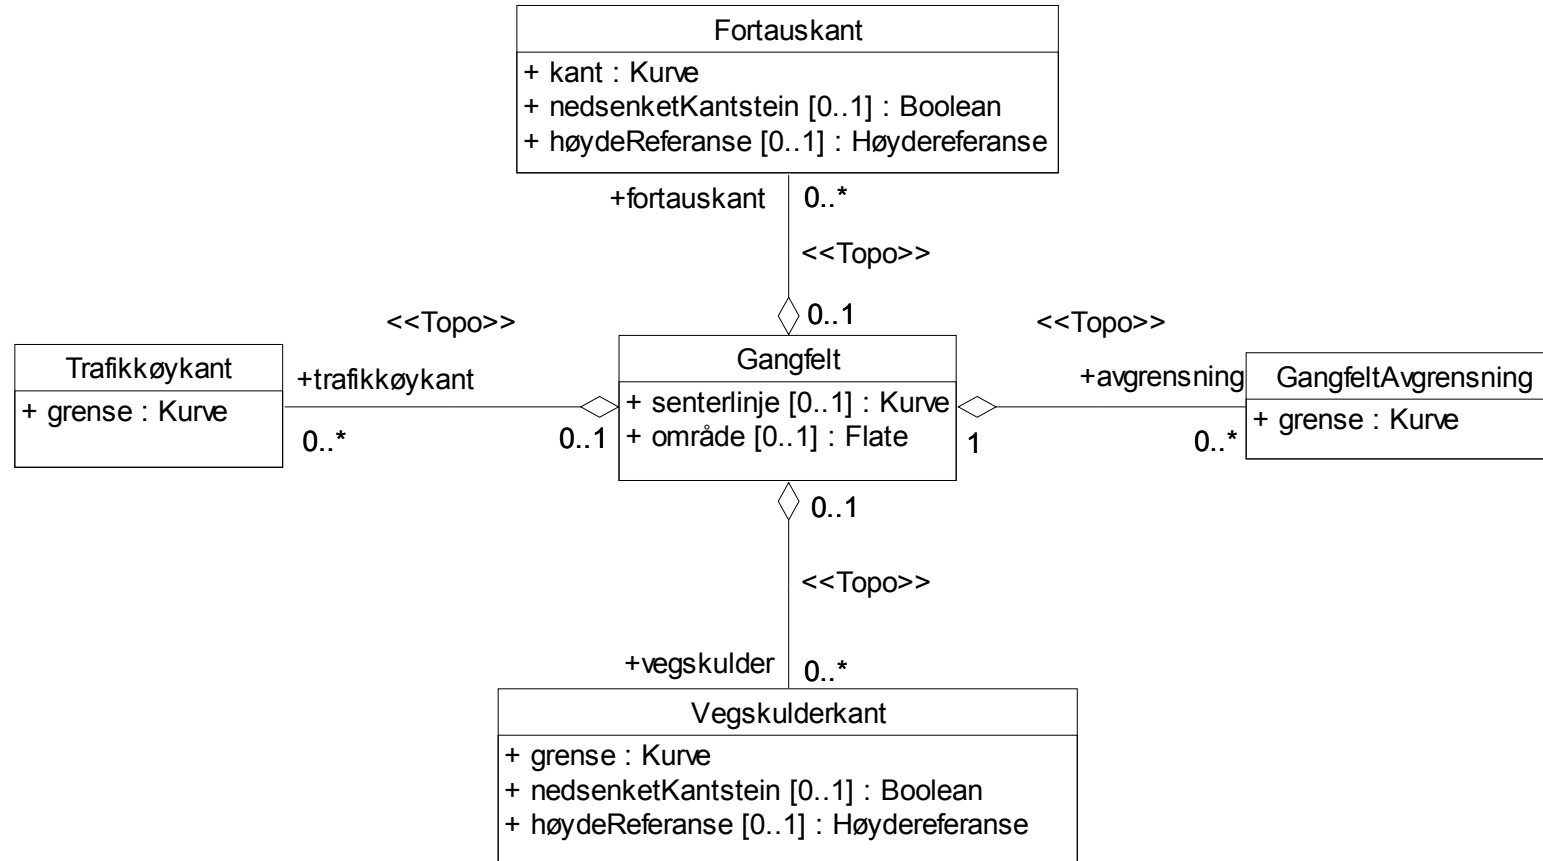 Fortauskant
+ kant : Kurve
+ nedsenketKantstein [0..1] : Boolean
+ høydeReferanse [0..1] : Høydereferanse
+fortauskant 0..*
<<Topo>>
0..1
<<Topo>>
<<Topo>>
Trafikkøykant
+ grense : Kurve
+trafikkøykant
0..*
0..1
Gangfelt
+ senterlinje [0..1] : Kurve
+ område [0..1] : Flate
1
+avgrensning
0..*
GangfeltAvgrensning
+ grense : Kurve
0..1
<<Topo>>
+vegskulder 0..*
Vegskulderkant
+ grense : Kurve
+ nedsenketKantstein [0..1] : Boolean
+ høydeReferanse [0..1] : Høydereferanse